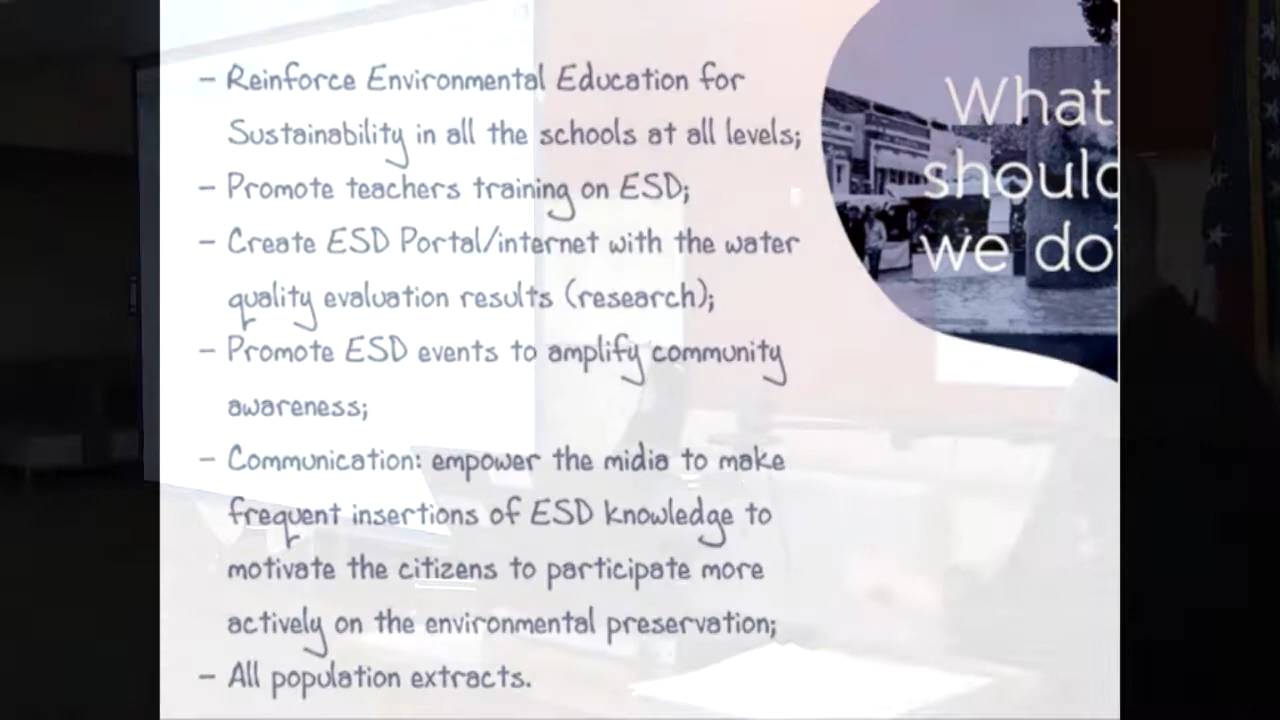 – Reinforce Environmental Education for
Sustainability in all the schools at all levels;
– Promote teachers training on ESD;
– Create ESD Portal/internet with the water
quality evaluation results (research);
– Promote ESD events to amplify community
awareness;
– Communication: empower the midia to make
frequent insertions of ESD knowledge to
motivate the citizens to participate more
actively on the environmental preservation;
– All population extracts.
What
should
we do?